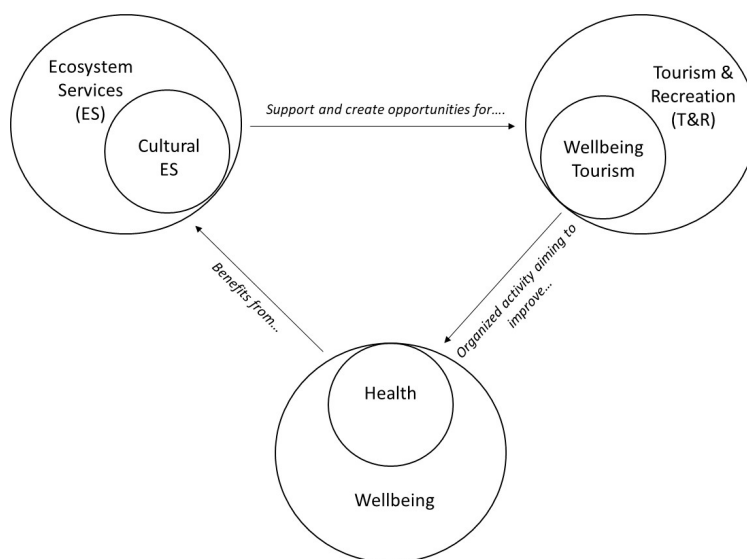 Ecosystem
Services
(ES)
Cultural
ES
Support and create opportunities for....
Tourism &
Recreation
(T&R)
Wellbeing
Tourism
Organized activity aiming to
improve...
Benefits from...
Health
Wellbeing